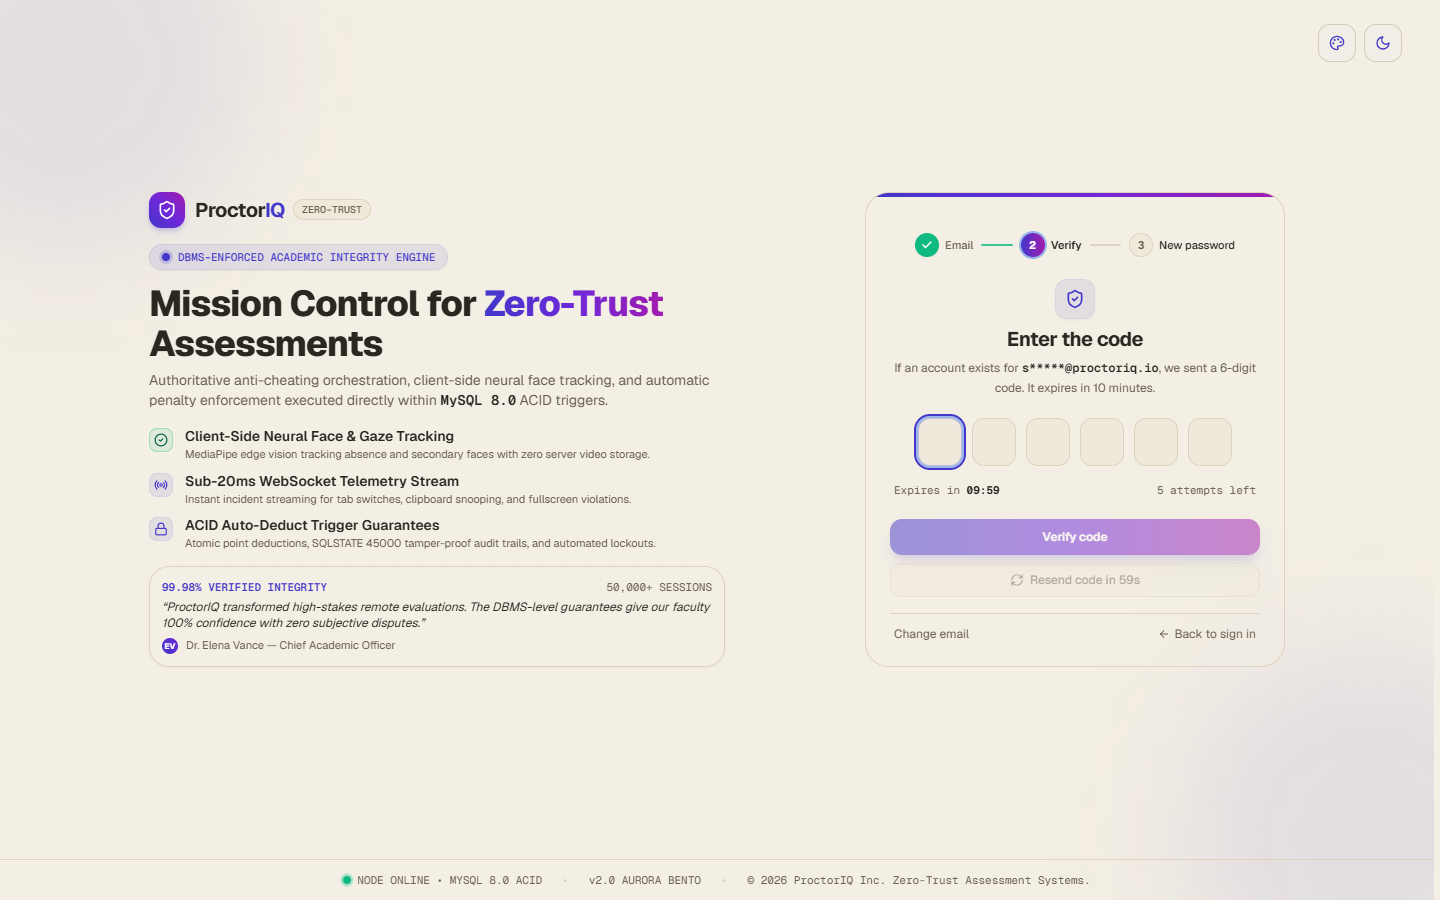 ProctorIQ ZERO-TRUST
DBMS-ENFORCED ACADEMIC INTEGRITY ENGINE
Mission Control for Zero-Trust
Assessments
Authoritative anti-cheating orchestration, client-side neural face tracking, and automatic
penalty enforcement executed directly within MySQL 8.0 ACID triggers.
Client-Side Neural Face & Gaze Tracking
MediaPipe edge vision tracking absence and secondary faces with zero server video storage.
Sub-20ms WebSocket Telemetry Stream
Instant incident streaming for tab switches, clipboard snooping, and fullscreen violations.
ACID Auto-Deduct Trigger Guarantees
Atomic point deductions, SQLSTATE 45000 tamper-proof audit trails, and automated lockouts.
99.98% VERIFIED INTEGRITY 50,000+ SESSIONS
“ProctorIQ transformed high-stakes remote evaluations. The DBMS-level guarantees give our faculty
100% confidence with zero subjective disputes.”
EV Dr. Elena Vance — Chief Academic Officer
Email 2 Verify 3 New password
Enter the code
If an account exists for s*****@proctoriq.io, we sent a 6-digit
code. It expires in 10 minutes.
Expires in 09:59 5 attempts left
Verify code
Resend code in 59s
Change email ← Back to sign in
NODE ONLINE • MYSQL 8.0 ACID · v2.0 AURORA BENTO · © 2026 ProctorIQ Inc. Zero-Trust Assessment Systems.